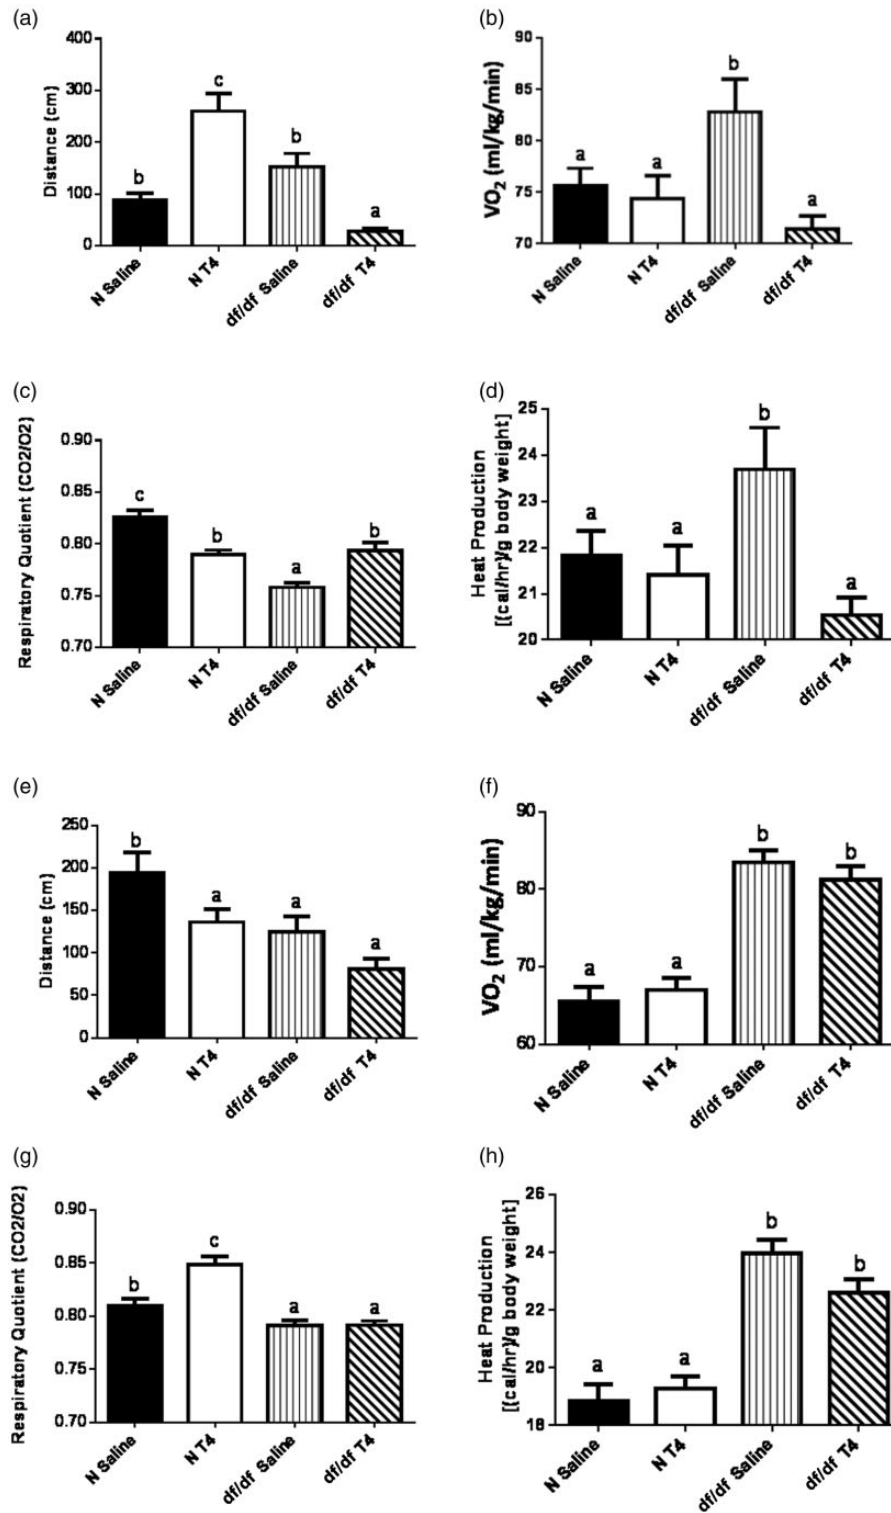 (a)
400
300
200
100
0
Distance (cm)
b
c
b
a
N Saline
N T4
df/df Saline
df/df T4
(b)
90
85
80
75
70
VO2 (ml/kg/min)
a
a
b
a
N Saline
N T4
df/df Saline
df/df T4
(c)
0.90
0.85
0.80
0.75
0.70
Respiratory Quotient (CO2/O2)
c
b
a
b
N Saline
N T4
df/df Saline
df/df T4
(d)
25
24
23
22
21
20
Heat Production
[(cal/hr)/g body weight]
a
a
b
a
N Saline
N T4
df/df Saline
df/df T4
(e)
250
200
150
100
50
0
Distance (cm)
b
a
a
a
N Saline
N T4
df/df Saline
df/df T4
(f)
90
80
70
60
VO2 (ml/kg/min)
a
a
b
b
N Saline
N T4
df/df Saline
df/df T4
(g)
0.90
0.85
0.80
0.75
0.70
Respiratory Quotient (CO2/O2)
b
c
a
a
N Saline
N T4
df/df Saline
df/df T4
(h)
26
24
22
20
18
Heat Production
[(cal/hr)/g body weight]
a
a
b
b
N Saline
N T4
df/df Saline
df/df T4